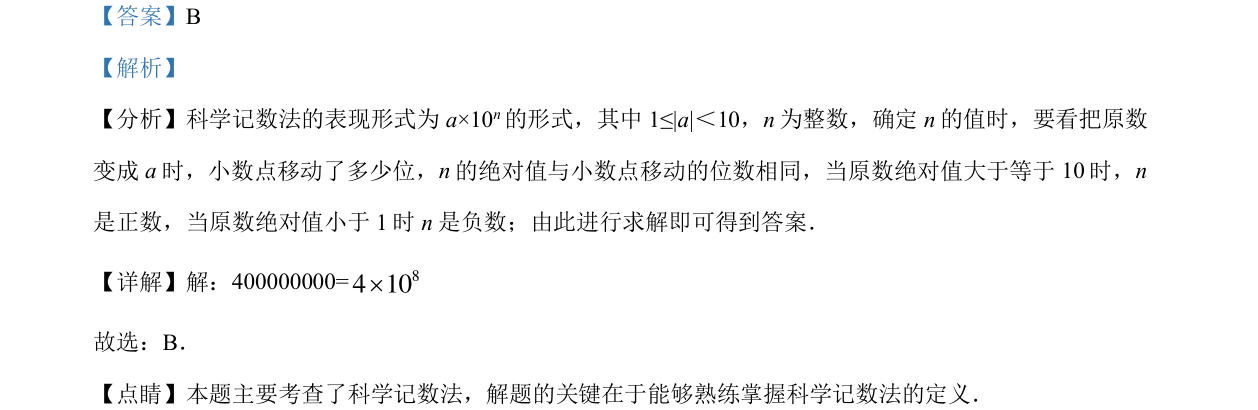 【答案】B
【解析】
【分析】科学记数法的表现形式为 a×10ⁿ 的形式，其中 1≤|a|＜10，n 为整数，确定 n 的值时，要看把原数
变成 a 时，小数点移动了多少位，n 的绝对值与小数点移动的位数相同，当原数绝对值大于等于 10 时，n
是正数，当原数绝对值小于 1 时 n 是负数；由此进行求解即可得到答案．
【详解】解：400000000=4×10⁸
故选：B．
【点睛】本题主要考查了科学记数法，解题的关键在于能够熟练掌握科学记数法的定义．